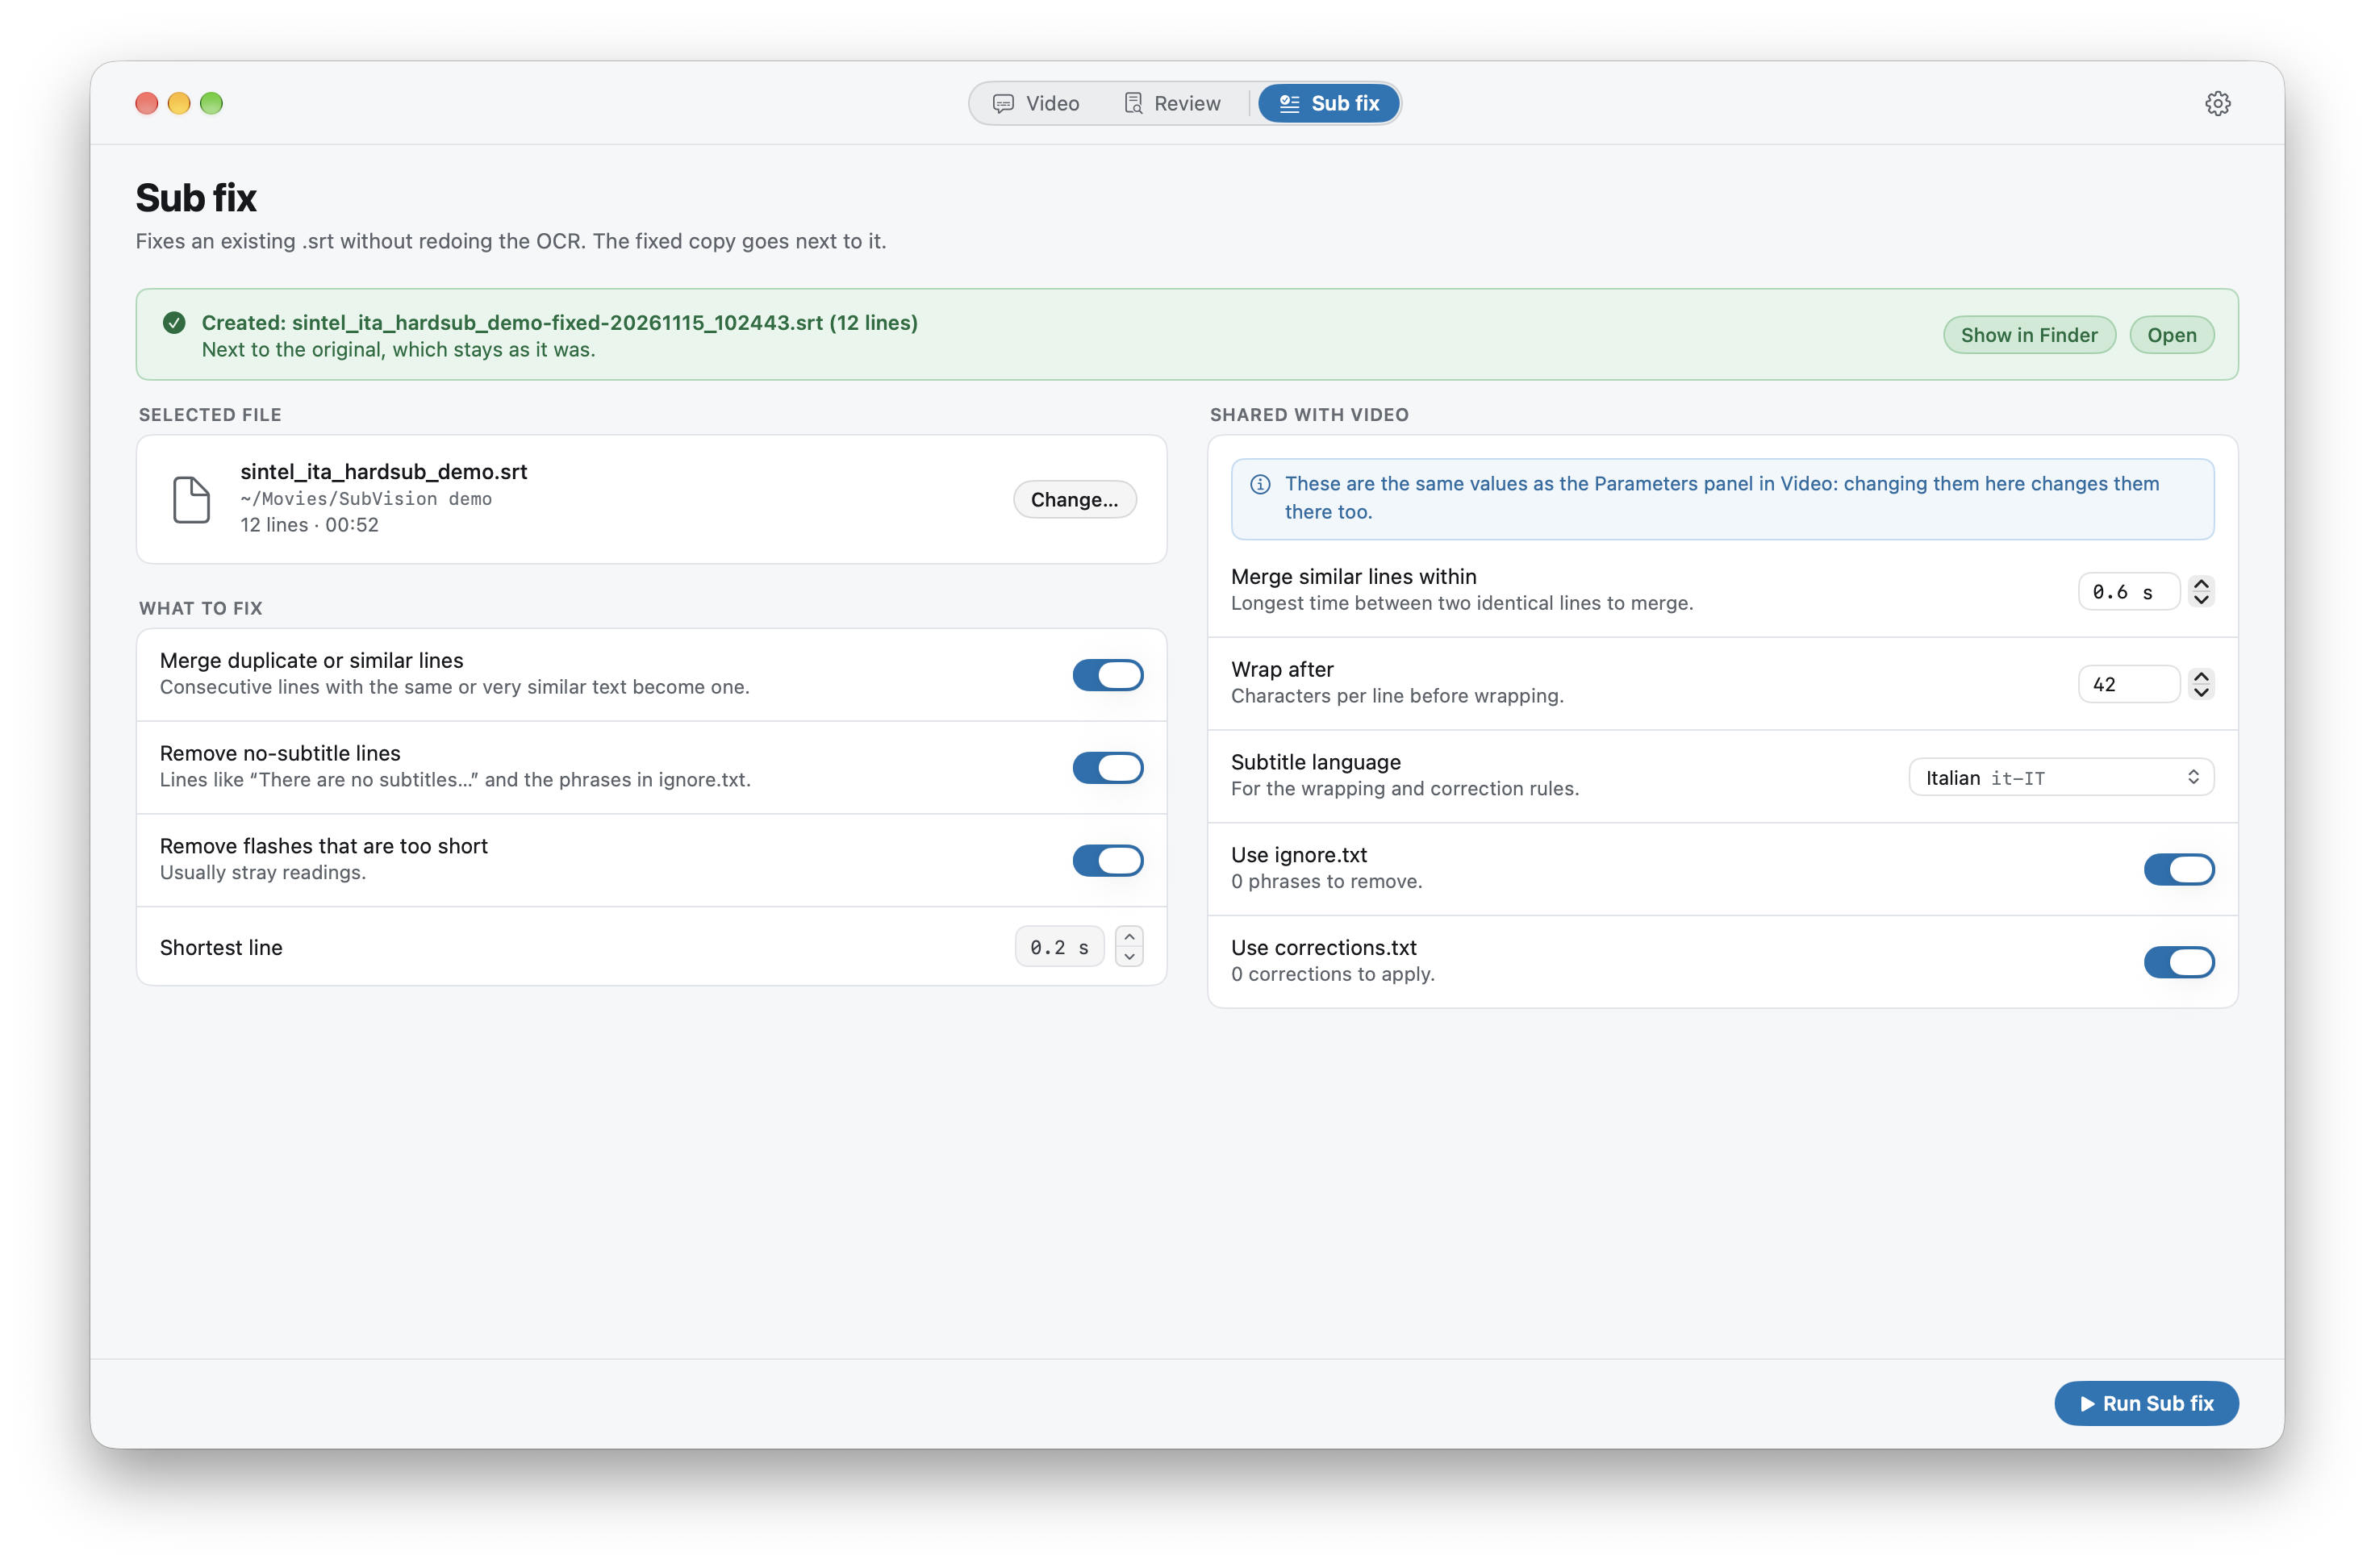 Video
Review
Sub fix
Sub fix
Fixes an existing .srt without redoing the OCR. The fixed copy goes next to it.
Created: sintel_ita_hardsub_demo-fixed-20261115_102443.srt (12 lines)
Next to the original, which stays as it was.
Show in Finder
Open
SELECTED FILE
sintel_ita_hardsub_demo.srt
~/Movies/SubVision demo
12 lines · 00:52
Change...
WHAT TO FIX
Merge duplicate or similar lines
Consecutive lines with the same or very similar text become one.
Remove no-subtitle lines
Lines like “There are no subtitles...” and the phrases in ignore.txt.
Remove flashes that are too short
Usually stray readings.
Shortest line
0.2 s
SHARED WITH VIDEO
These are the same values as the Parameters panel in Video: changing them here changes them
there too.
Merge similar lines within
Longest time between two identical lines to merge.
0.6 s
Wrap after
Characters per line before wrapping.
42
Subtitle language
For the wrapping and correction rules.
Italian it-IT
Use ignore.txt
0 phrases to remove.
Use corrections.txt
0 corrections to apply.
Run Sub fix